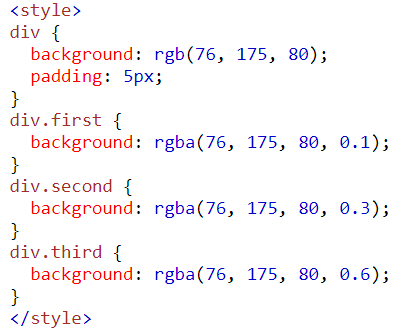 <style>
div {
  background: rgb(76, 175, 80);
  padding: 5px;
}
div.first {
  background: rgba(76, 175, 80, 0.1);
}
div.second {
  background: rgba(76, 175, 80, 0.3);
}
div.third {
  background: rgba(76, 175, 80, 0.6);
}
</style>